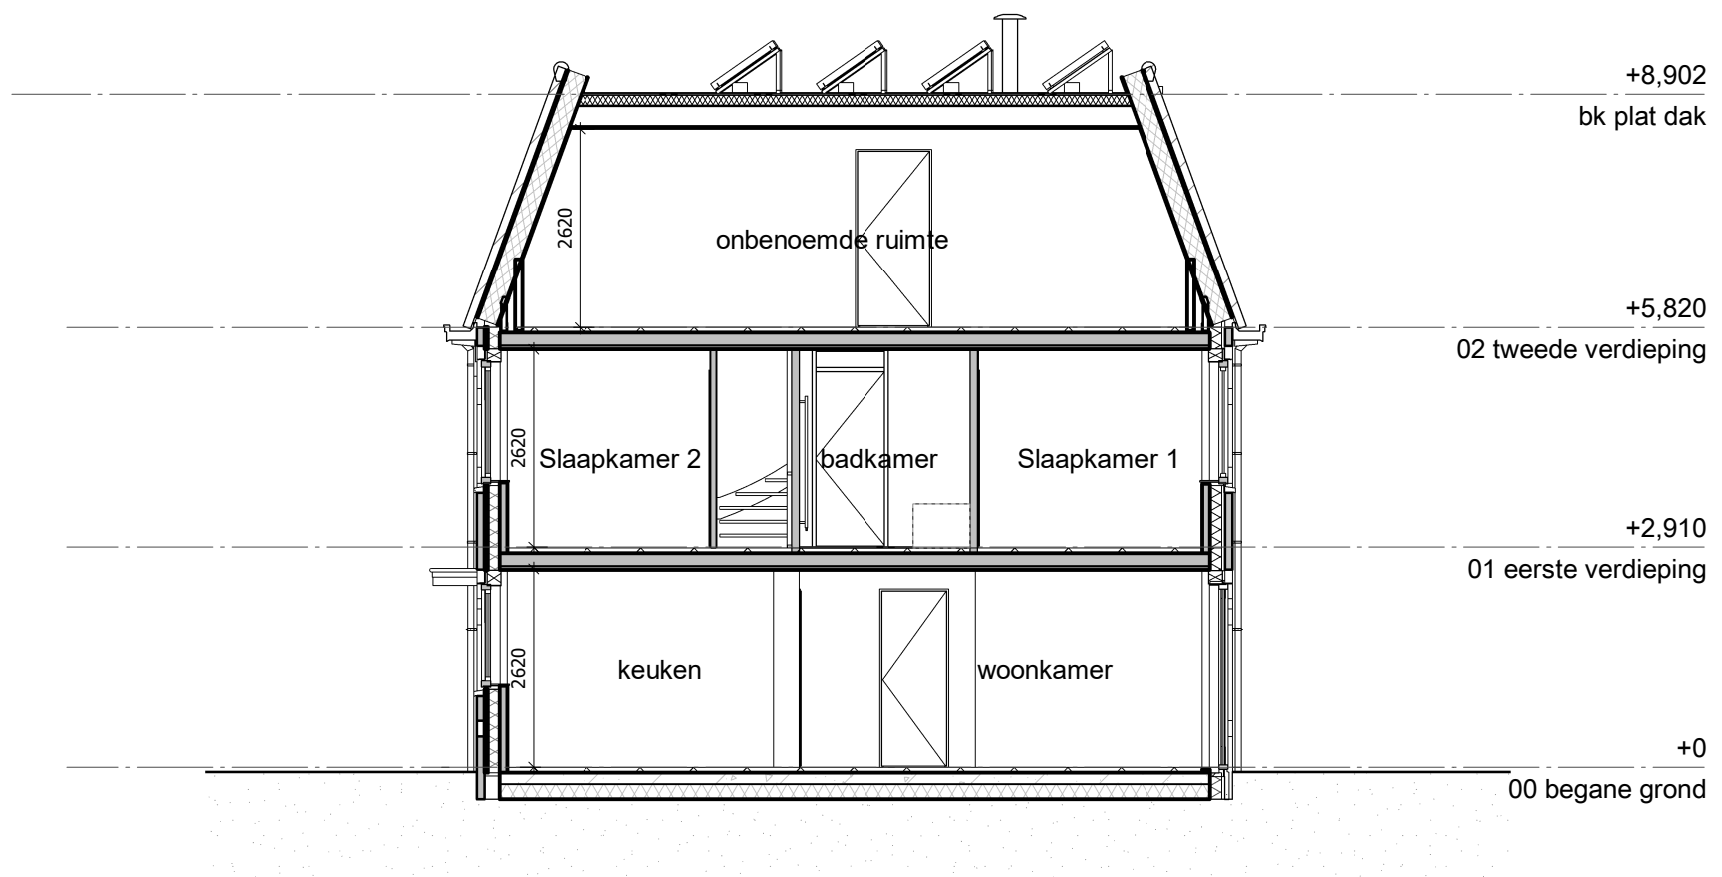 +8,902
bk plat dak
2620
onbenoemde ruimte
+5,820
02 tweede verdieping
2620
Slaapkamer 2
badkamer
Slaapkamer 1
+2,910
01 eerste verdieping
2620
keuken
woonkamer
+0
00 begane grond